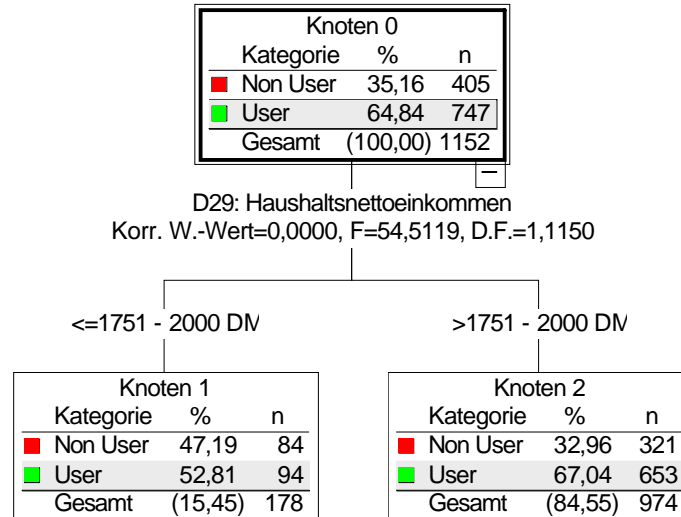 Knoten 0
Kategorie % n
Non User 35,16 405
User 64,84 747
Gesamt (100,00) 1152
D29: Haushaltsnettoeinkommen
Korr. W.-Wert=0,0000, F=54,5119, D.F.=1,1150
<=1751 - 2000 DM
>1751 - 2000 DM
Knoten 1
Kategorie % n
Non User 47,19 84
User 52,81 94
Gesamt (15,45) 178
Knoten 2
Kategorie % n
Non User 32,96 321
User 67,04 653
Gesamt (84,55) 974